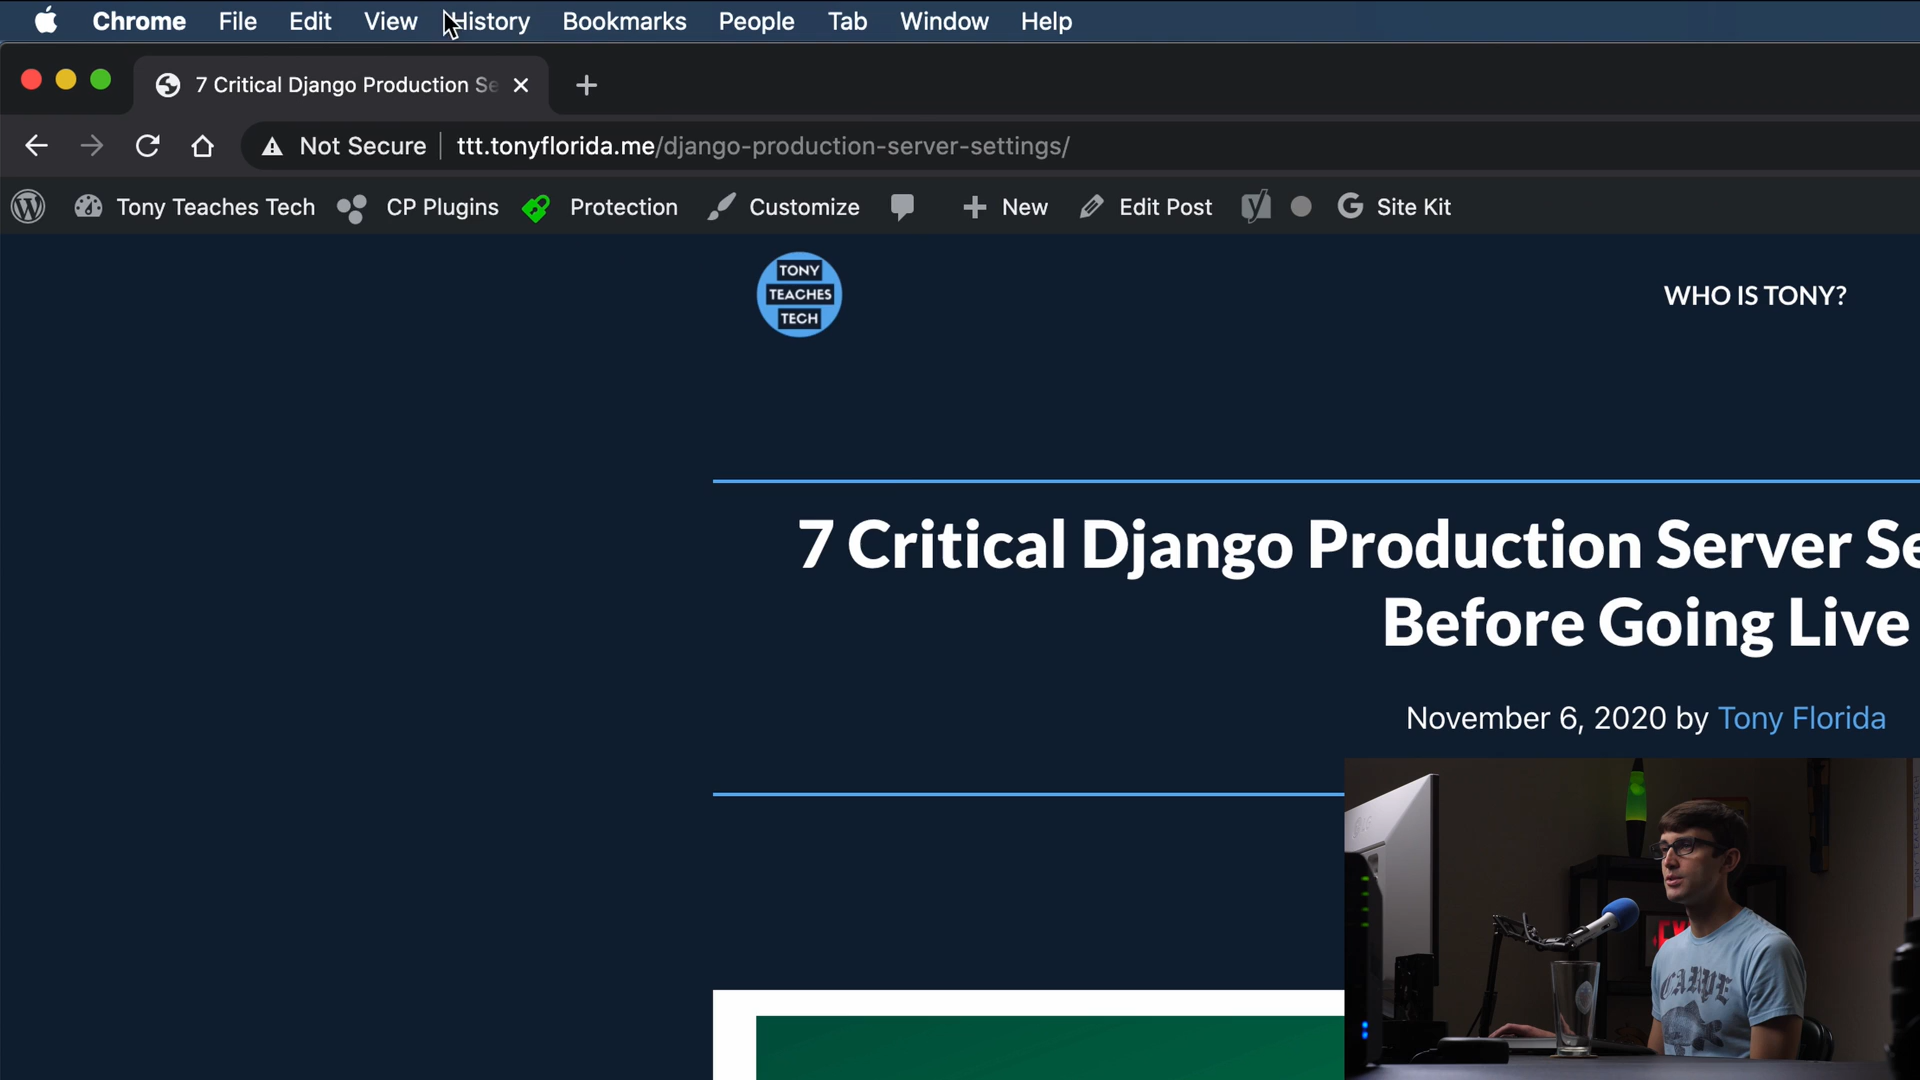 Chrome File Edit View History Bookmarks People Tab Window Help
7 Critical Django Production Se
Not Secure ttt.tonyflorida.me/django-production-server-settings/
Tony Teaches Tech CP Plugins Protection Customize New Edit Post Site Kit
TONY
TEACHES
TECH
WHO IS TONY?
7 Critical Django Production Server Se
Before Going Live
November 6, 2020 by Tony Florida
CARPE